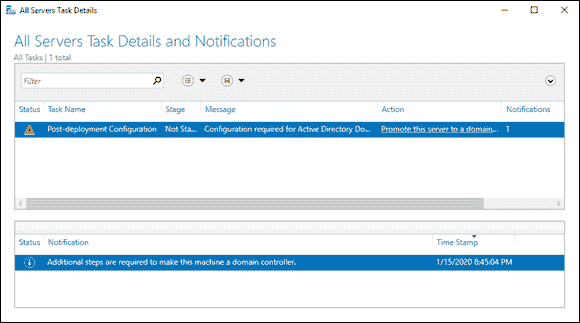 All Servers Task Details
All Servers Task Details and Notifications
All Tasks | 1 total
Filter
Status Task Name Stage Message Action Notifications
Post-deployment Configuration Not Sta... Configuration required for Active Directory Do... Promote this server to a domain... 1
Status Notification Time Stamp
Additional steps are required to make this machine a domain controller. 1/15/2020 8:45:04 PM